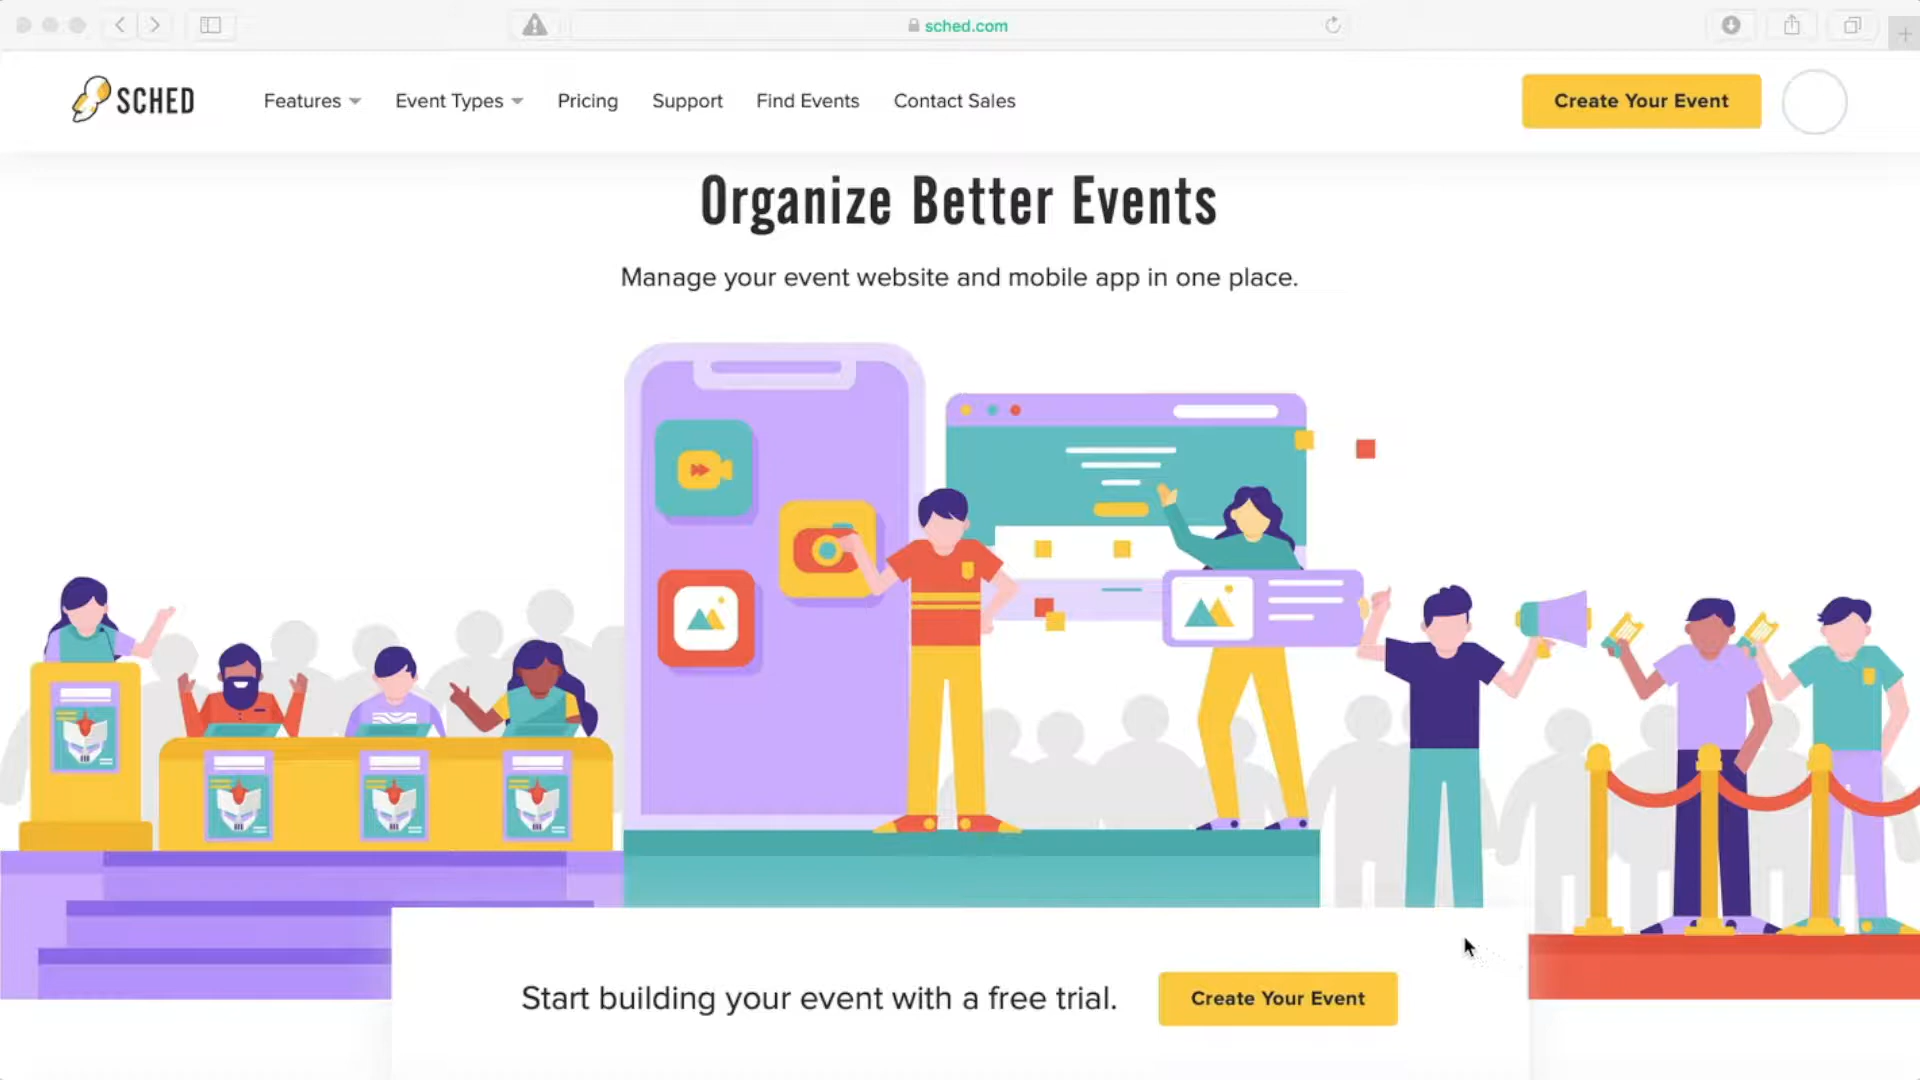 sched.com
SCHED
Features
Event Types
Pricing
Support
Find Events
Contact Sales
Create Your Event
Organize Better Events
Manage your event website and mobile app in one place.
Start building your event with a free trial.
Create Your Event